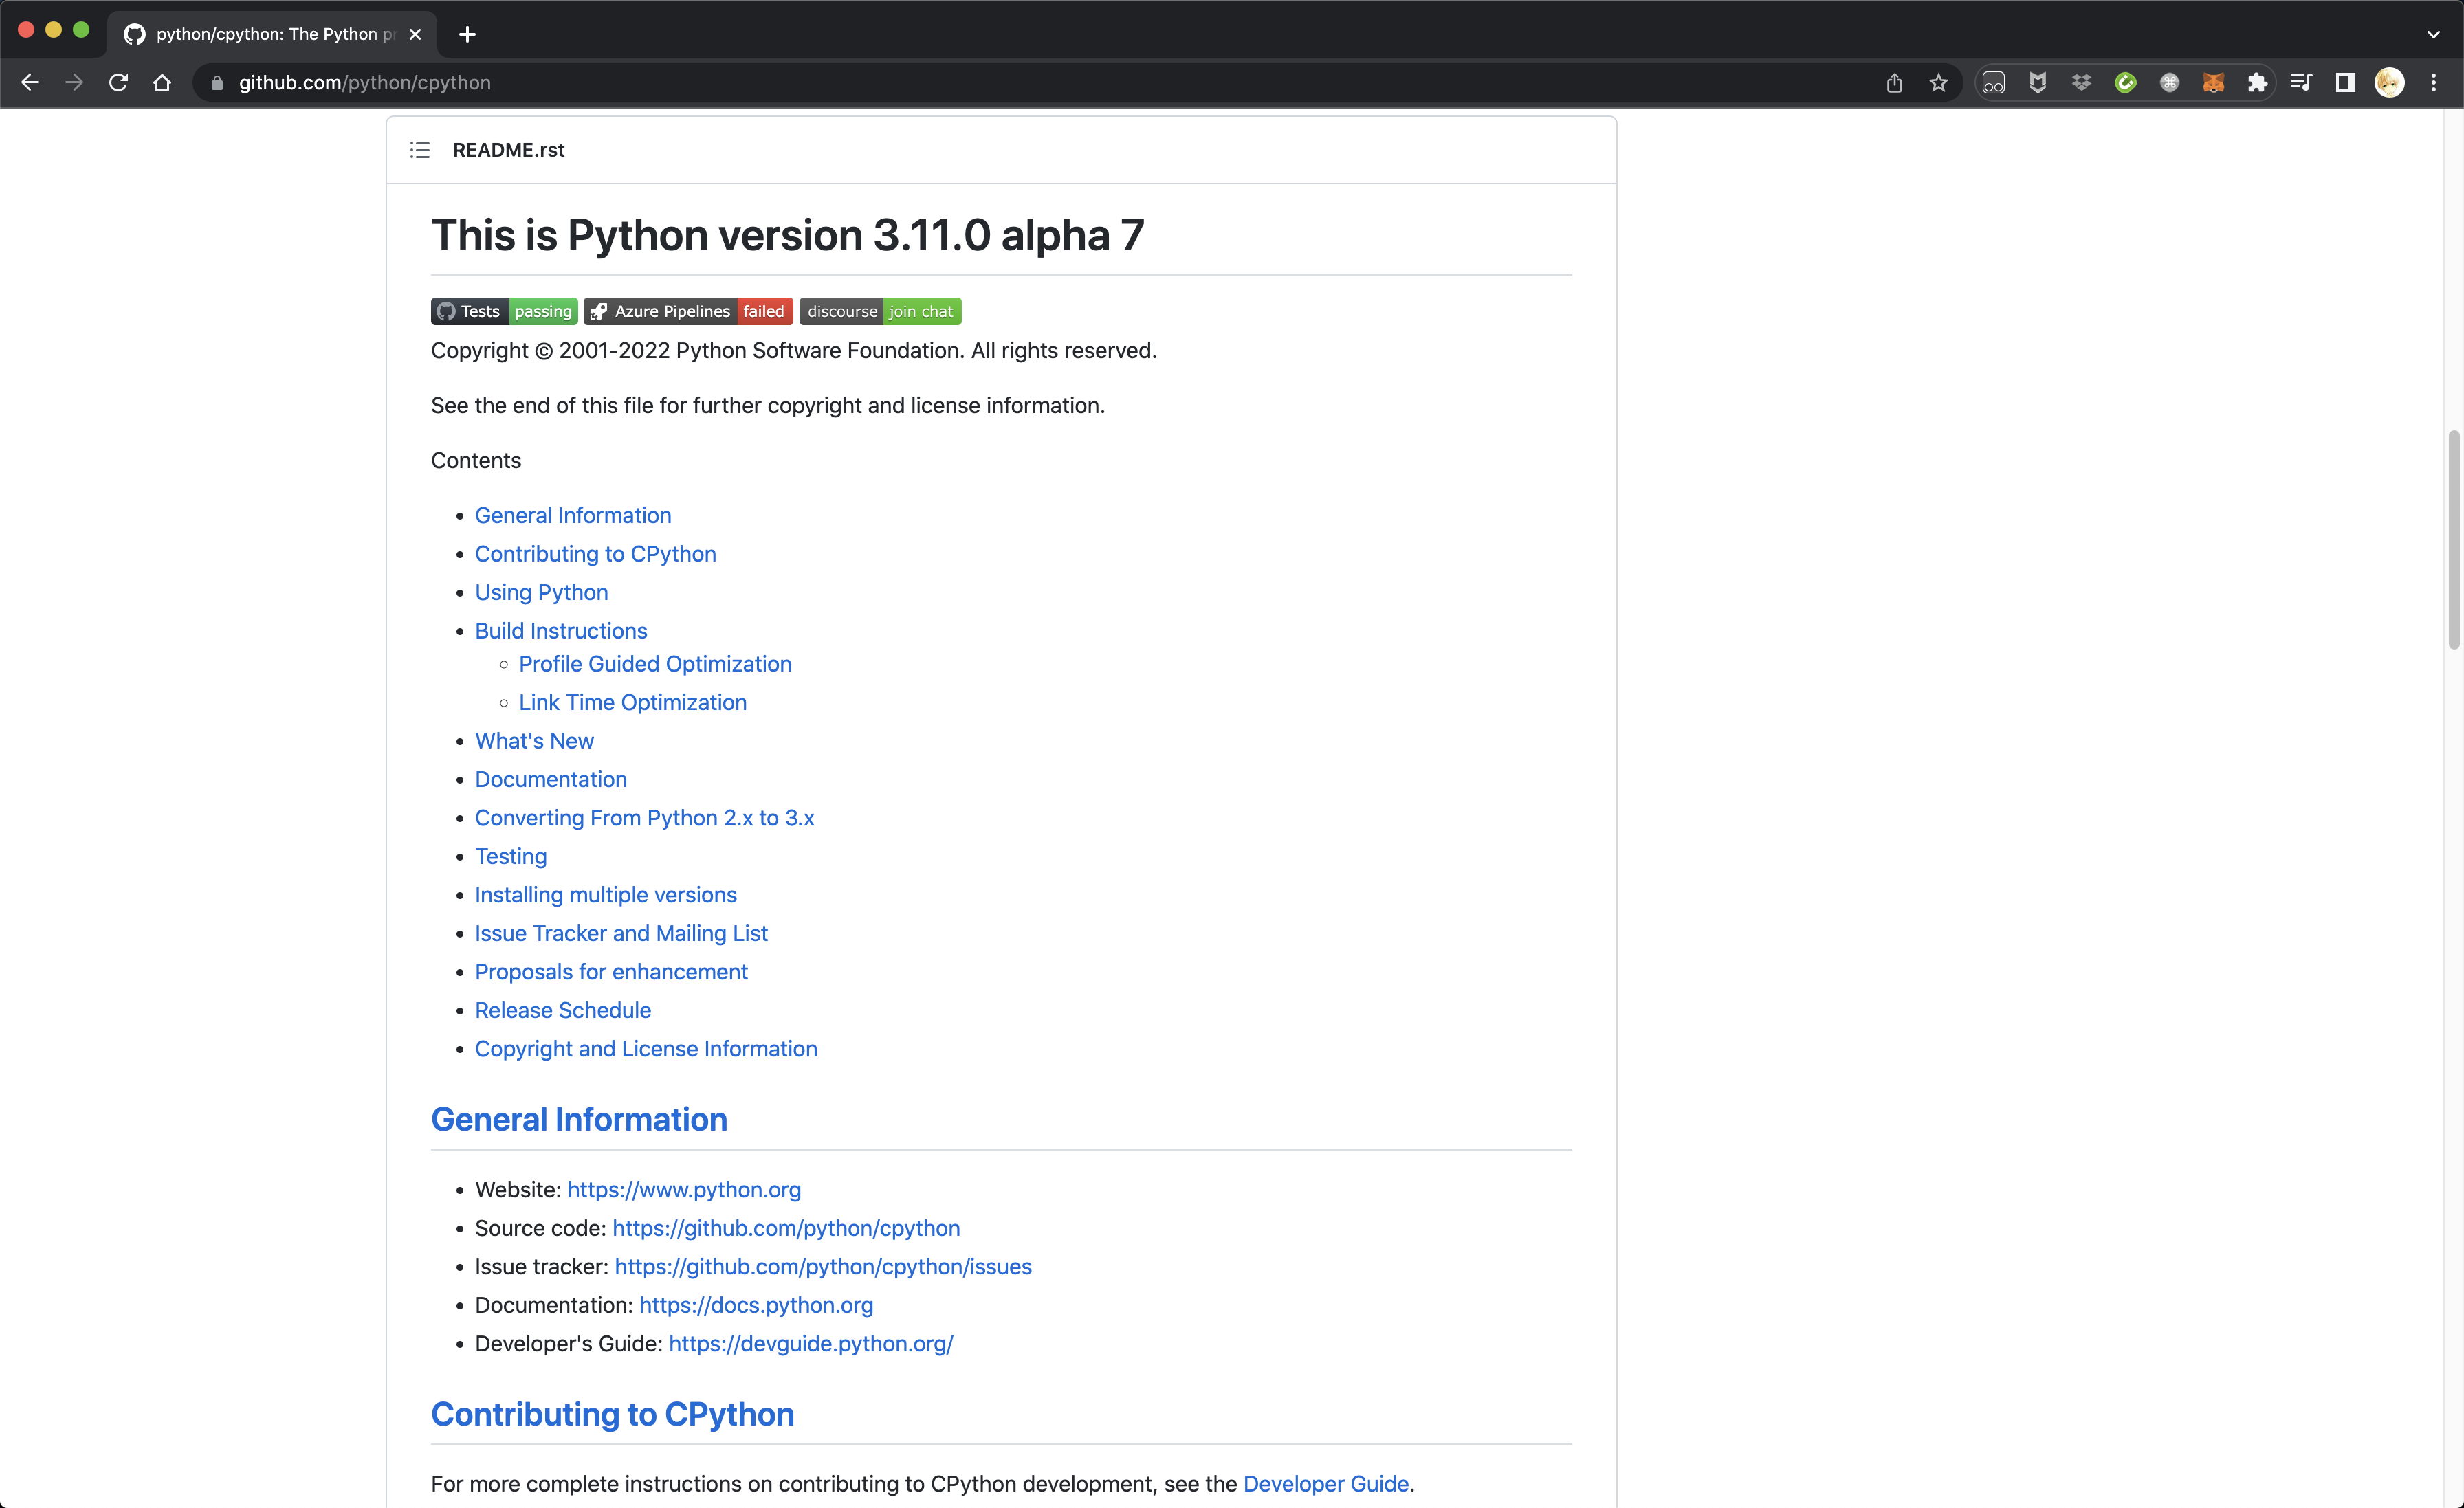 python/cpython: The Python pr
github.com/python/cpython
README.rst
This is Python version 3.11.0 alpha 7
Tests passing Azure Pipelines failed discourse join chat
Copyright © 2001-2022 Python Software Foundation. All rights reserved.
See the end of this file for further copyright and license information.
Contents
General Information
Contributing to CPython
Using Python
Build Instructions
Profile Guided Optimization
Link Time Optimization
What's New
Documentation
Converting From Python 2.x to 3.x
Testing
Installing multiple versions
Issue Tracker and Mailing List
Proposals for enhancement
Release Schedule
Copyright and License Information
General Information
Website: https://www.python.org
Source code: https://github.com/python/cpython
Issue tracker: https://github.com/python/cpython/issues
Documentation: https://docs.python.org
Developer's Guide: https://devguide.python.org/
Contributing to CPython
For more complete instructions on contributing to CPython development, see the Developer Guide.